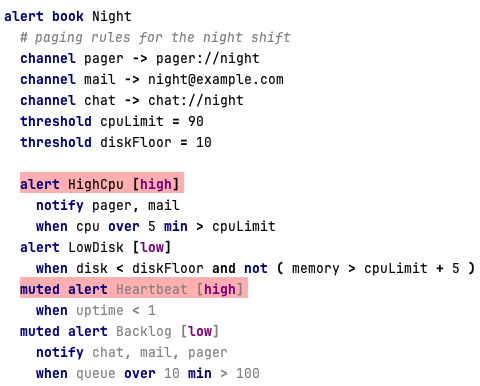 alert book Night
# paging rules for the night shift
channel pager -> pager://night
channel mail -> night@example.com
channel chat -> chat://night
threshold cpuLimit = 90
threshold diskFloor = 10
alert HighCpu [high]
notify pager, mail
when cpu over 5 min > cpuLimit
alert LowDisk [low]
when disk < diskFloor and not ( memory > cpuLimit + 5 )
muted alert Heartbeat [high]
when uptime < 1
muted alert Backlog [low]
notify chat, mail, pager
when queue over 10 min > 100